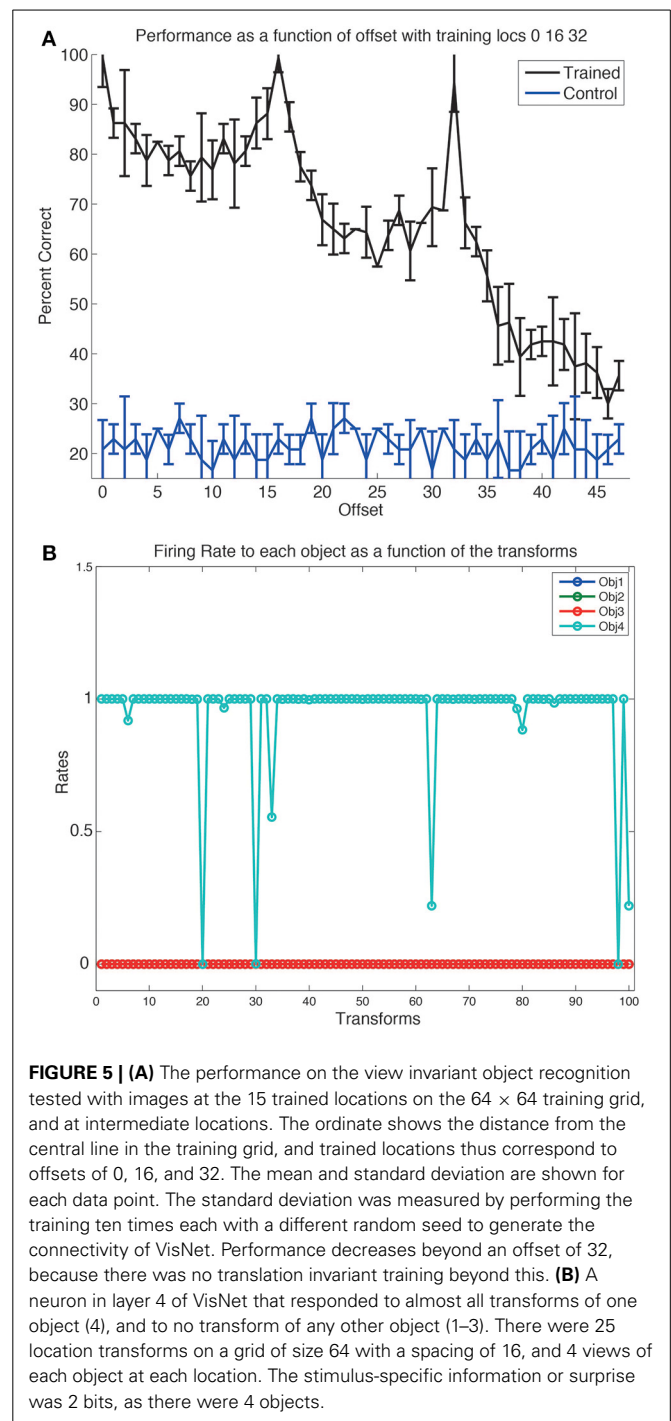 A
Performance as a function of offset with training locs 0 16 32
Trained
Control
100
90
80
70
60
50
40
30
20
Percent Correct
0 5 10 15 20 25 30 35 40 45
Offset
B
Firing Rate to each object as a function of the transforms
Obj1
Obj2
Obj3
Obj4
1.5
1
0.5
0
Rates
0 10 20 30 40 50 60 70 80 90 100
Transforms
FIGURE 5 | (A) The performance on the view invariant object recognition
tested with images at the 15 trained locations on the 64 × 64 training grid,
and at intermediate locations. The ordinate shows the distance from the
central line in the training grid, and trained locations thus correspond to
offsets of 0, 16, and 32. The mean and standard deviation are shown for
each data point. The standard deviation was measured by performing the
training ten times each with a different random seed to generate the
connectivity of VisNet. Performance decreases beyond an offset of 32,
because there was no translation invariant training beyond this. (B) A
neuron in layer 4 of VisNet that responded to almost all transforms of one
object (4), and to no transform of any other object (1–3). There were 25
location transforms on a grid of size 64 with a spacing of 16, and 4 views of
each object at each location. The stimulus-specific information or surprise
was 2 bits, as there were 4 objects.